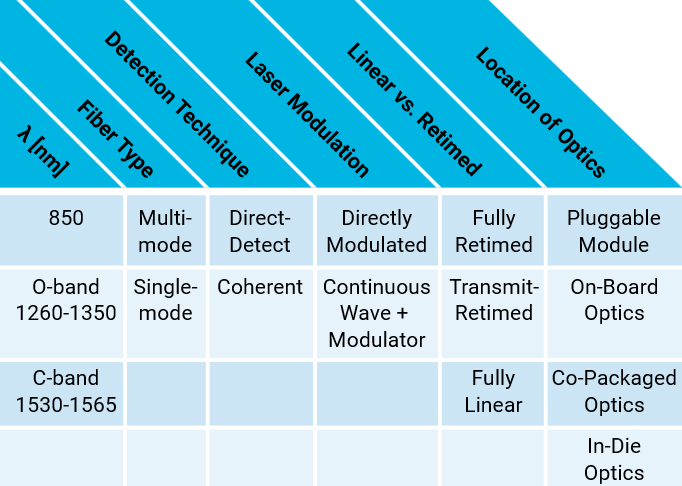 λ [nm]
Fiber Type
Detection Technique
Laser Modulation
Linear vs. Retimed
Location of Optics
850
Multi-
mode
Direct-
Detect
Directly
Modulated
Fully
Retimed
Pluggable
Module
O-band
1260-1350
Single-
mode
Coherent
Continuous
Wave +
Modulator
Transmit-
Retimed
On-Board
Optics
C-band
1530-1565
Fully
Linear
Co-Packaged
Optics
In-Die
Optics